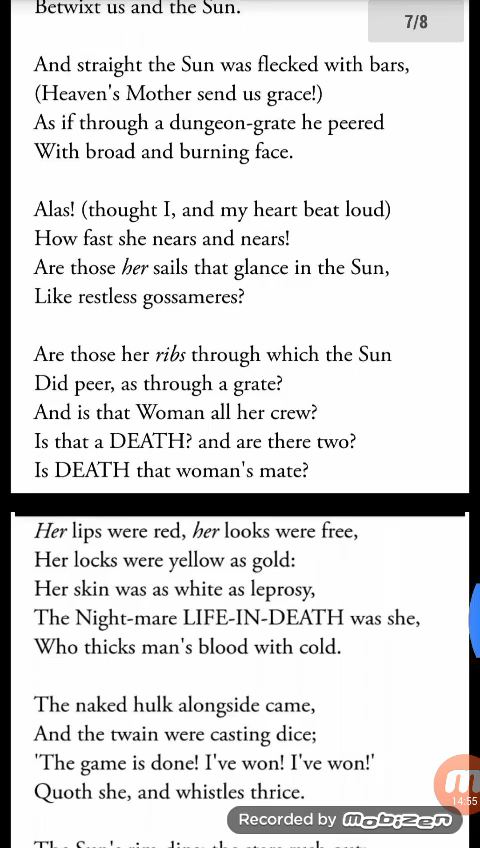 Betwixt us and the Sun.
7/8
And straight the Sun was flecked with bars,
(Heaven's Mother send us grace!)
As if through a dungeon-grate he peered
With broad and burning face.
Alas! (thought I, and my heart beat loud)
How fast she nears and nears!
Are those her sails that glance in the Sun,
Like restless gossameres?
Are those her ribs through which the Sun
Did peer, as through a grate?
And is that Woman all her crew?
Is that a DEATH? and are there two?
Is DEATH that woman's mate?
Her lips were red, her looks were free,
Her locks were yellow as gold:
Her skin was as white as leprosy,
The Night-mare LIFE-IN-DEATH was she,
Who thicks man's blood with cold.
The naked hulk alongside came,
And the twain were casting dice;
'The game is done! I've won! I've won!'
Quoth she, and whistles thrice.
14:55
Recorded by mobizen
The Sun's rim dips; the stars rush out: